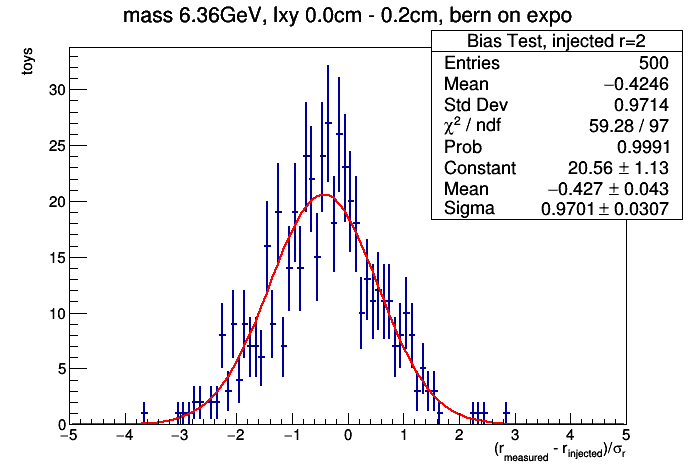 mass 6.36GeV, lxy 0.0cm - 0.2cm, bern on expo
toys
Bias Test, injected r=2
Entries 500
Mean −0.4246
Std Dev 0.9714
χ² / ndf 59.28 / 97
Prob 0.9991
Constant 20.56 ± 1.13
Mean −0.427 ± 0.043
Sigma 0.9701 ± 0.0307
30
25
20
15
10
5
0
−5 −4 −3 −2 −1 0 1 2 3 4 5
(r_measured - r_injected)/σ_r